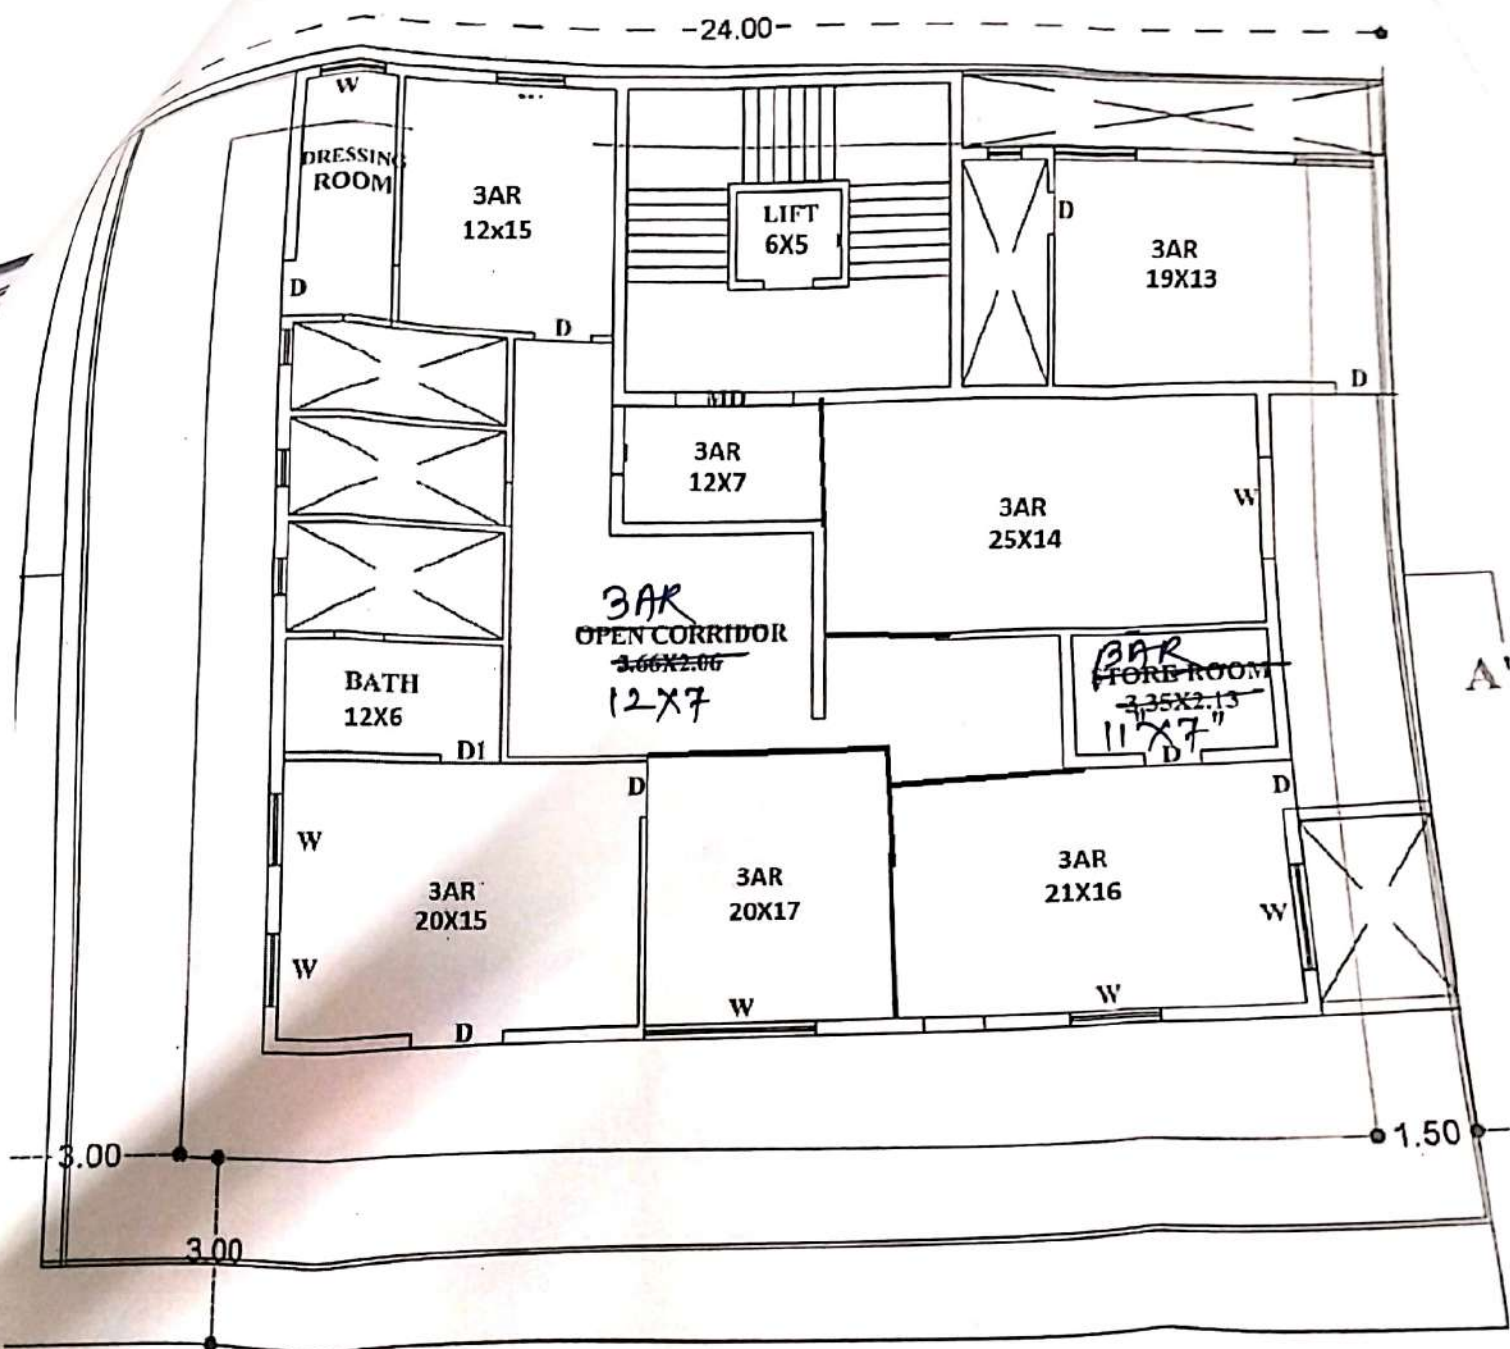 -24.00-
W
DRESSING
ROOM
3AR
12x15
LIFT
6X5
D
3AR
19X13
D
D
D
MD
3AR
12X7
3AR
25X14
W
3AR
OPEN CORRIDOR
3.66X2.06
12X7
3AR
STORE ROOM
3.35X2.13
11"X7"
D
A'
BATH
12X6
D1
D
D
W
3AR
20X15
3AR
20X17
3AR
21X16
W
W
W
W
D
3.00
1.50
3.00